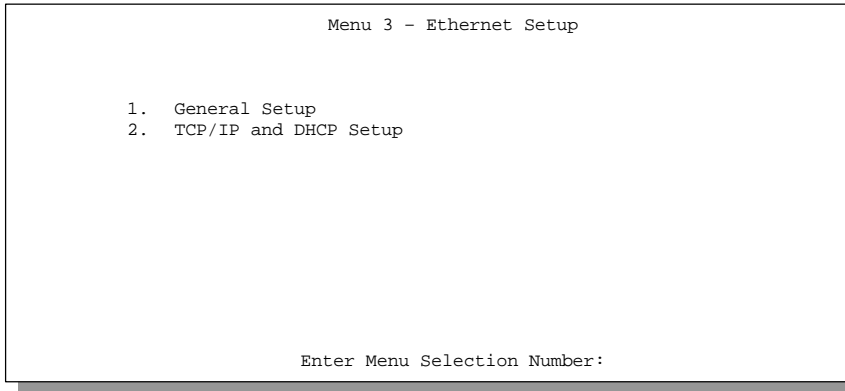 Menu 3 – Ethernet Setup
1. General Setup
2. TCP/IP and DHCP Setup
Enter Menu Selection Number: